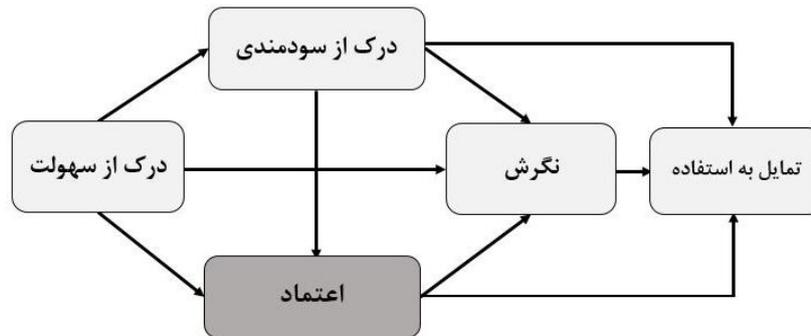 درک از سودمندی
درک از سهولت
نگرش
تمایل به استفاده
اعتماد